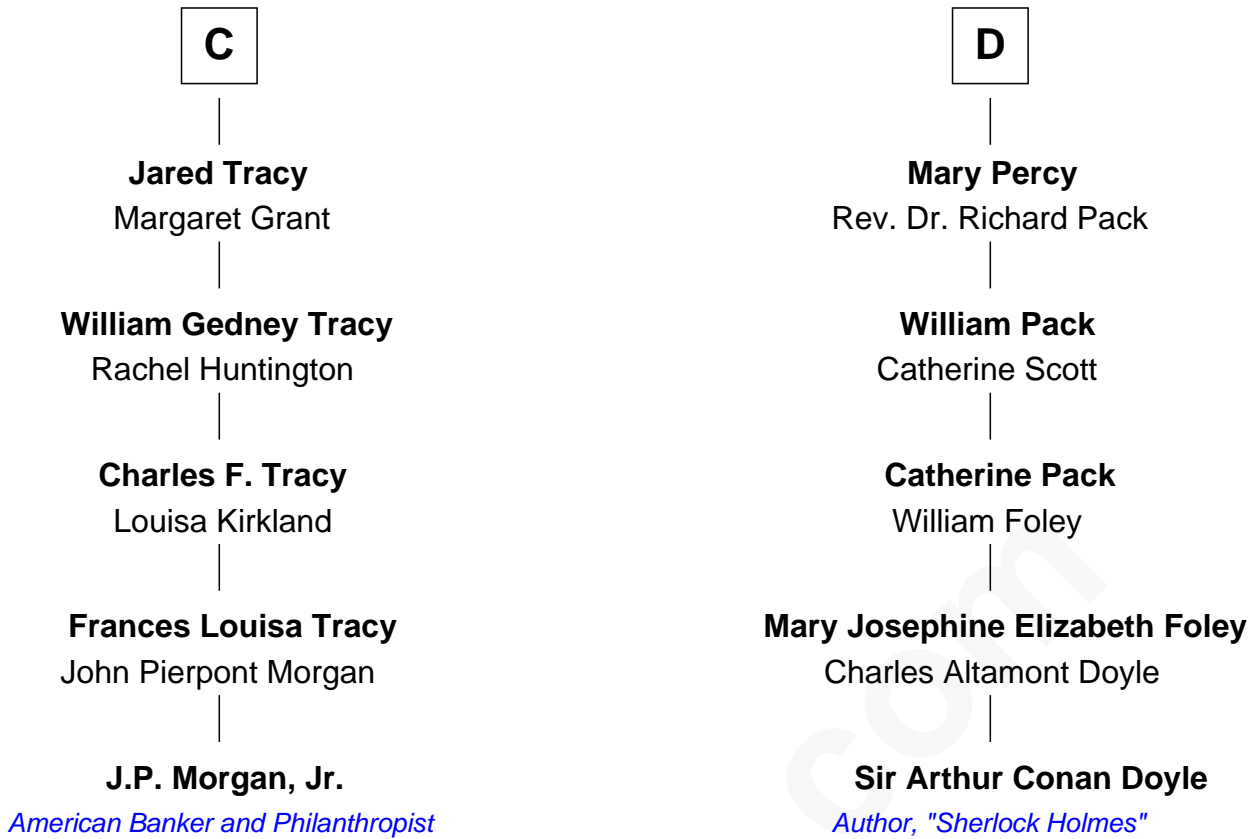 C
Jared Tracy
Margaret Grant
William Gedney Tracy
Rachel Huntington
Charles F. Tracy
Louisa Kirkland
Frances Louisa Tracy
John Pierpont Morgan
J.P. Morgan, Jr.
American Banker and Philanthropist
D
Mary Percy
Rev. Dr. Richard Pack
William Pack
Catherine Scott
Catherine Pack
William Foley
Mary Josephine Elizabeth Foley
Charles Altamont Doyle
Sir Arthur Conan Doyle
Author, "Sherlock Holmes"
com